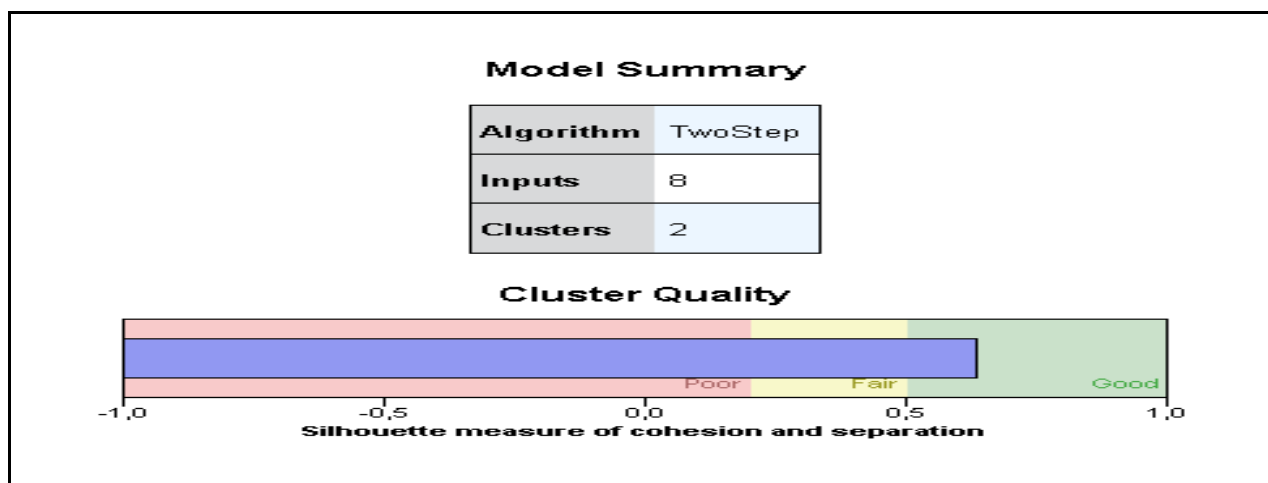 Model Summary
Algorithm TwoStep
Inputs 8
Clusters 2
Cluster Quality
Poor Fair Good
-1,0 -0,5 0,0 0,5 1,0
Silhouette measure of cohesion and separation